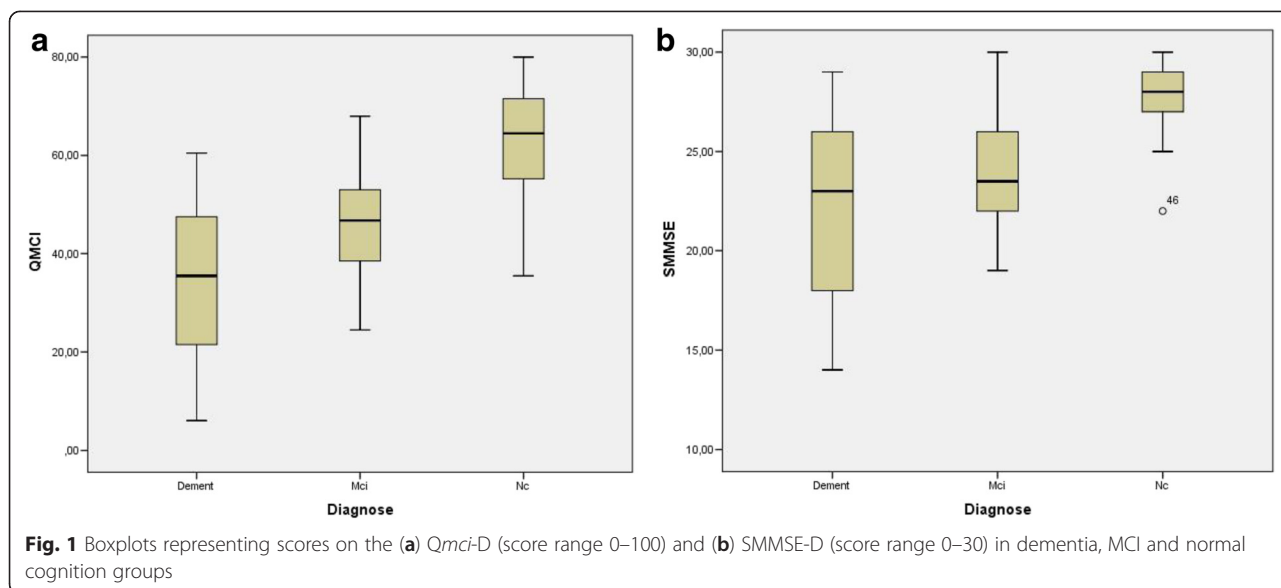 a
80,00
60,00
40,00
20,00
,00
QMCI
Dement Mci Nc
Diagnose
b
30,00
25,00
20,00
15,00
10,00
SMMSE
46
Dement Mci Nc
Diagnose
Fig. 1 Boxplots representing scores on the (a) Qmci-D (score range 0–100) and (b) SMMSE-D (score range 0–30) in dementia, MCI and normal
cognition groups